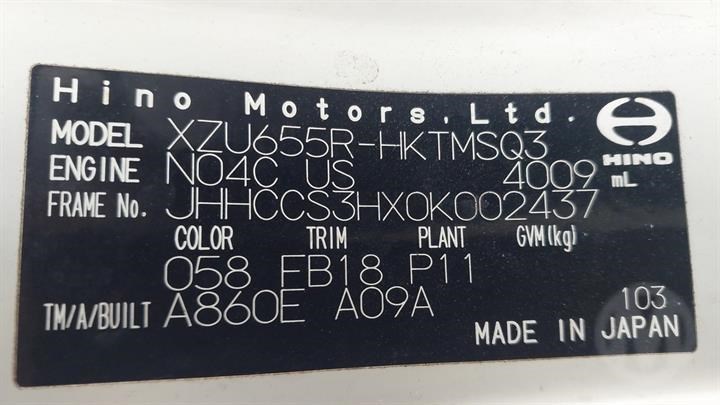 Hino Motors,Ltd.
MODEL XZU655R-HKTMSQ3
HINO
ENGINE N04C US 4009 mL
FRAME No. JHHCCS3HX0K002437
COLOR TRIM PLANT GVM(kg)
058 FB18 P11
TM/A/BUILT A860E A09A 103
MADE IN JAPAN